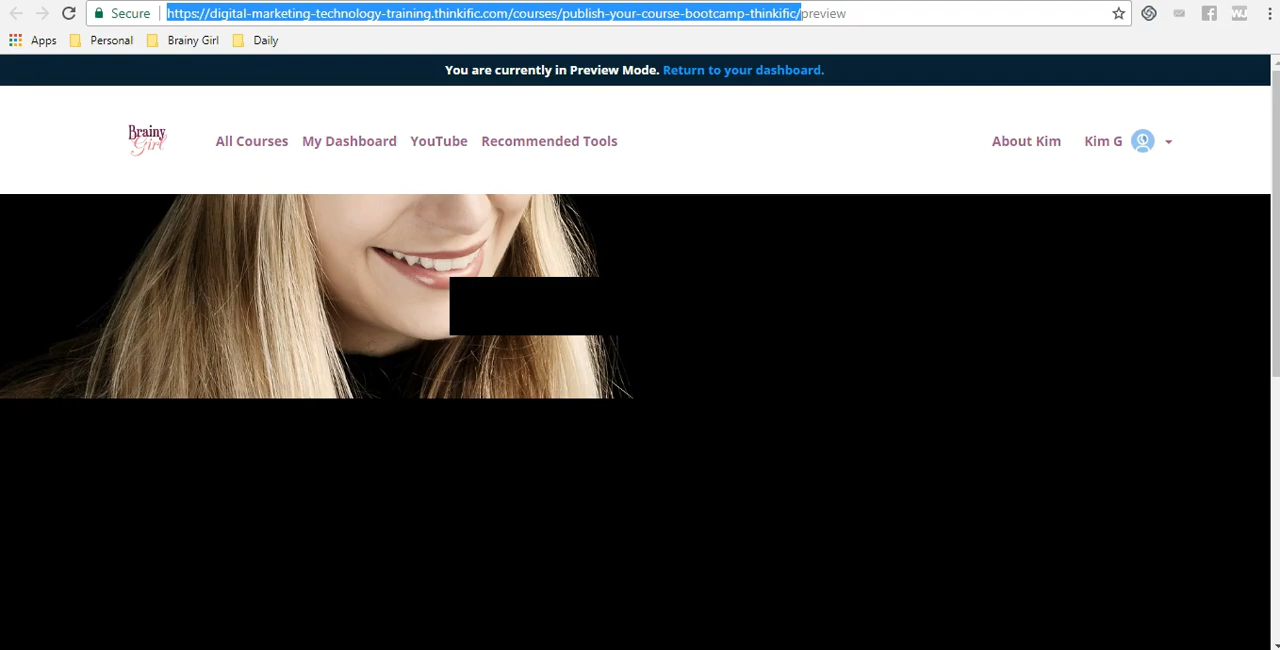 Secure https://digital-marketing-technology-training.thinkific.com/courses/publish-your-course-bootcamp-thinkific/preview
Apps Personal Brainy Girl Daily
You are currently in Preview Mode. Return to your dashboard.
Brainy
Girl
All Courses My Dashboard YouTube Recommended Tools About Kim Kim G